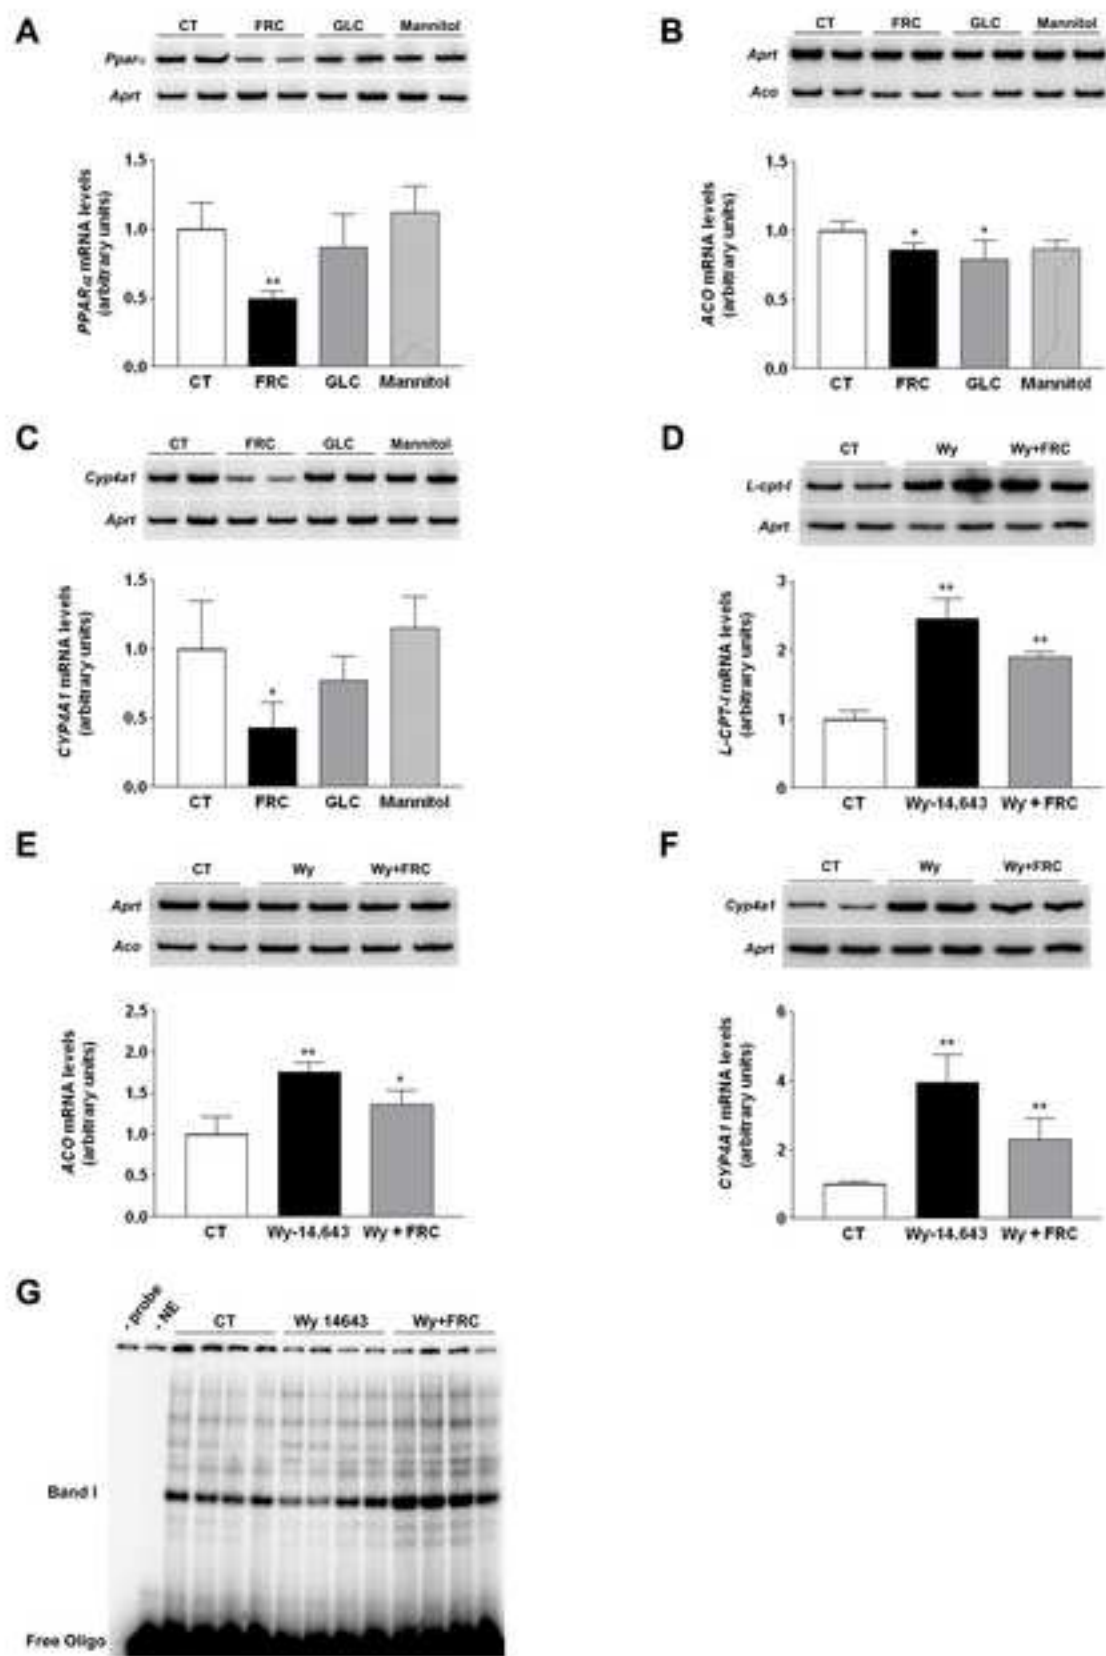 A
CT FRC GLC Mannitol
Pparα
Aprt
PPARα mRNA levels
(arbitrary units)
1.5
1.0
0.5
0.0
**
CT FRC GLC Mannitol
B
CT FRC GLC Mannitol
Aprt
Aco
ACO mRNA levels
(arbitrary units)
1.5
1.0
0.5
0.0
* *
CT FRC GLC Mannitol
C
CT FRC GLC Mannitol
Cyp4a1
Aprt
CYP4A1 mRNA levels
(arbitrary units)
1.5
1.0
0.5
0.0
*
CT FRC GLC Mannitol
D
CT Wy Wy+FRC
L-cpt-I
Aprt
L-CPT-I mRNA levels
(arbitrary units)
3
2
1
0
** **
CT Wy-14,643 Wy + FRC
E
CT Wy Wy+FRC
Aprt
Aco
ACO mRNA levels
(arbitrary units)
2.5
2.0
1.5
1.0
0.5
0.0
** *
CT Wy-14,643 Wy + FRC
F
CT Wy Wy+FRC
Cyp4a1
Aprt
CYP4A1 mRNA levels
(arbitrary units)
6
4
2
0
** **
CT Wy-14,643 Wy + FRC
G
- probe
- NE
CT Wy 14643 Wy+FRC
Band I
Free Oligo